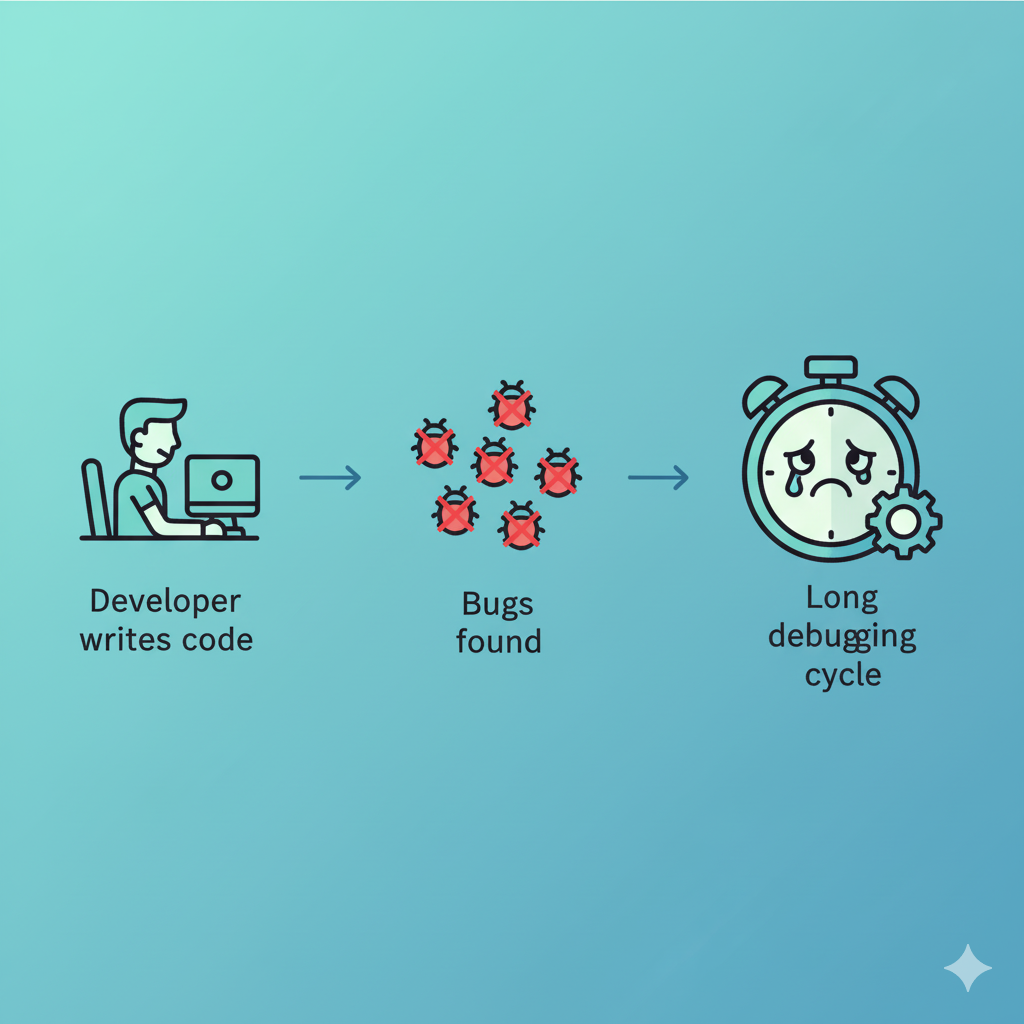 Developer
writes code
Bugs
found
Long
debugging
cycle